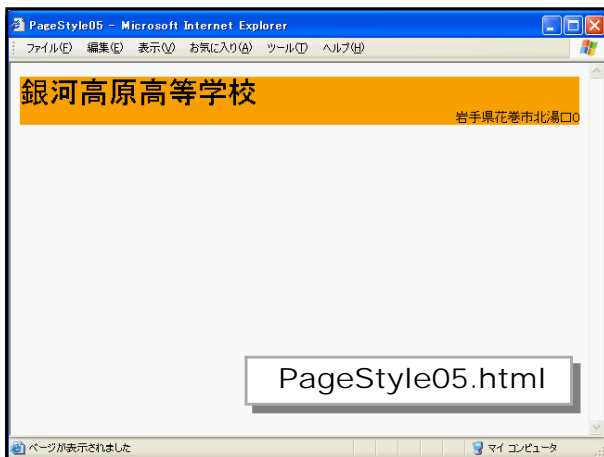 PageStyle05 - Microsoft Internet Explorer
ファイル(F) 編集(E) 表示(V) お気に入り(A) ツール(T) ヘルプ(H)
銀河高原高等学校
岩手県花巻市北湯口0
PageStyle05.html
ページが表示されました
マイ コンピュータ